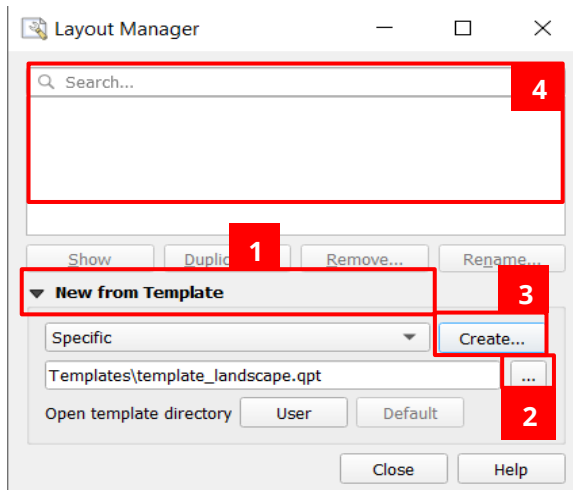 Layout Manager
Search...
4
Show Duplic 1 Remove... Rename...
New from Template
3
Specific Create...
Templates\template_landscape.qpt ...
Open template directory User Default 2
Close Help